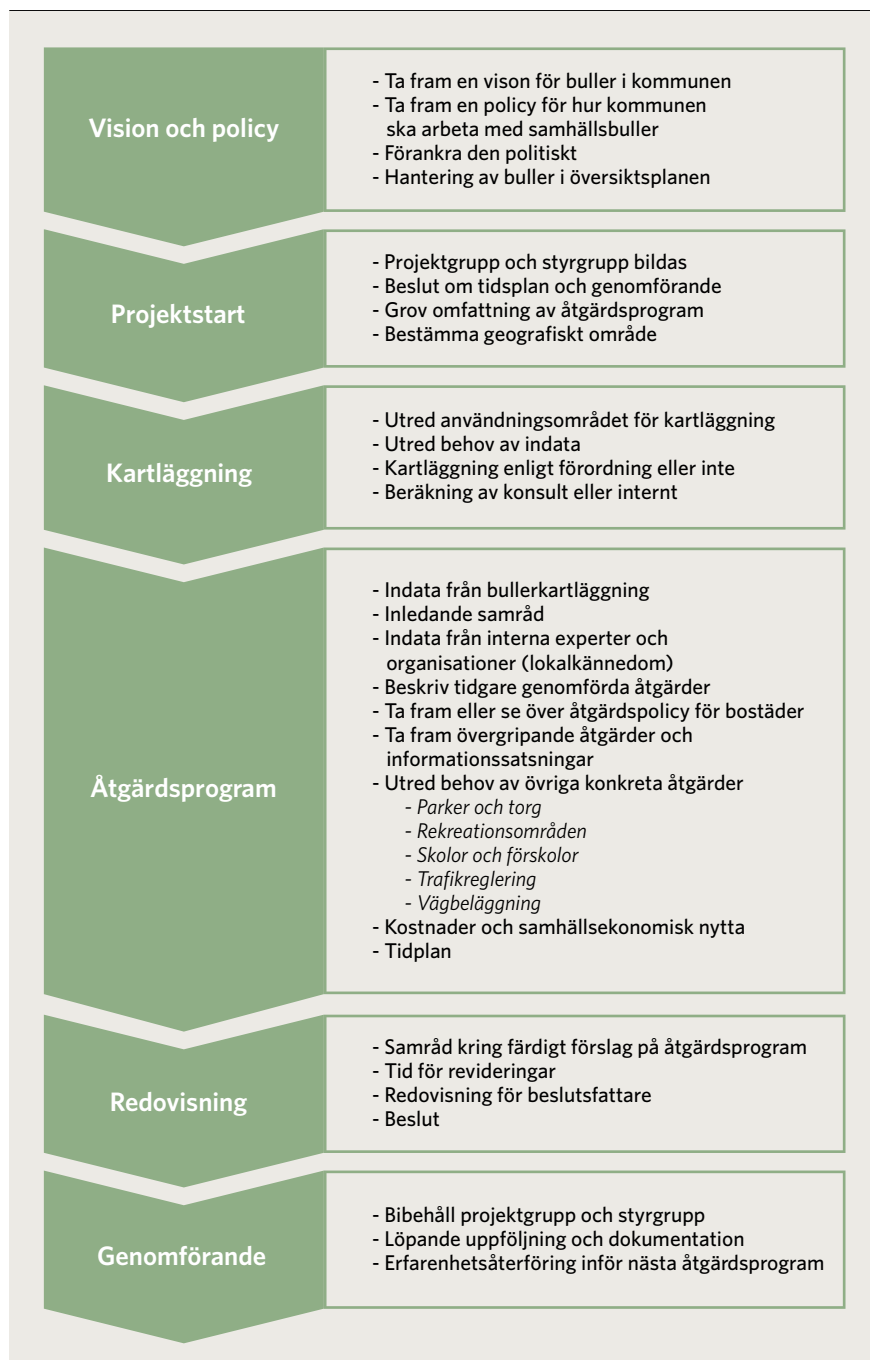 Vision och policy
- Ta fram en vison för buller i kommunen
- Ta fram en policy för hur kommunen
ska arbeta med samhällsbuller
- Förankra den politiskt
- Hantering av buller i översiktsplanen
Projektstart
- Projektgrupp och styrgrupp bildas
- Beslut om tidsplan och genomförande
- Grov omfattning av åtgärdsprogram
- Bestämma geografiskt område
Kartläggning
- Utred användningsområdet för kartläggning
- Utred behov av indata
- Kartläggning enligt förordning eller inte
- Beräkning av konsult eller internt
Åtgärdsprogram
- Indata från bullerkartläggning
- Inledande samråd
- Indata från interna experter och
organisationer (lokalkännedom)
- Beskriv tidgare genomförda åtgärder
- Ta fram eller se över åtgärdspolicy för bostäder
- Ta fram övergripande åtgärder och
informationssatsningar
- Utred behov av övriga konkreta åtgärder
- Parker och torg
- Rekreationsområden
- Skolor och förskolor
- Trafikreglering
- Vägbeläggning
- Kostnader och samhällsekonomisk nytta
- Tidplan
Redovisning
- Samråd kring färdigt förslag på åtgärdsprogram
- Tid för revideringar
- Redovisning för beslutsfattare
- Beslut
Genomförande
- Bibehåll projektgrupp och styrgrupp
- Löpande uppföljning och dokumentation
- Erfarenhetsåterföring inför nästa åtgärdsprogram